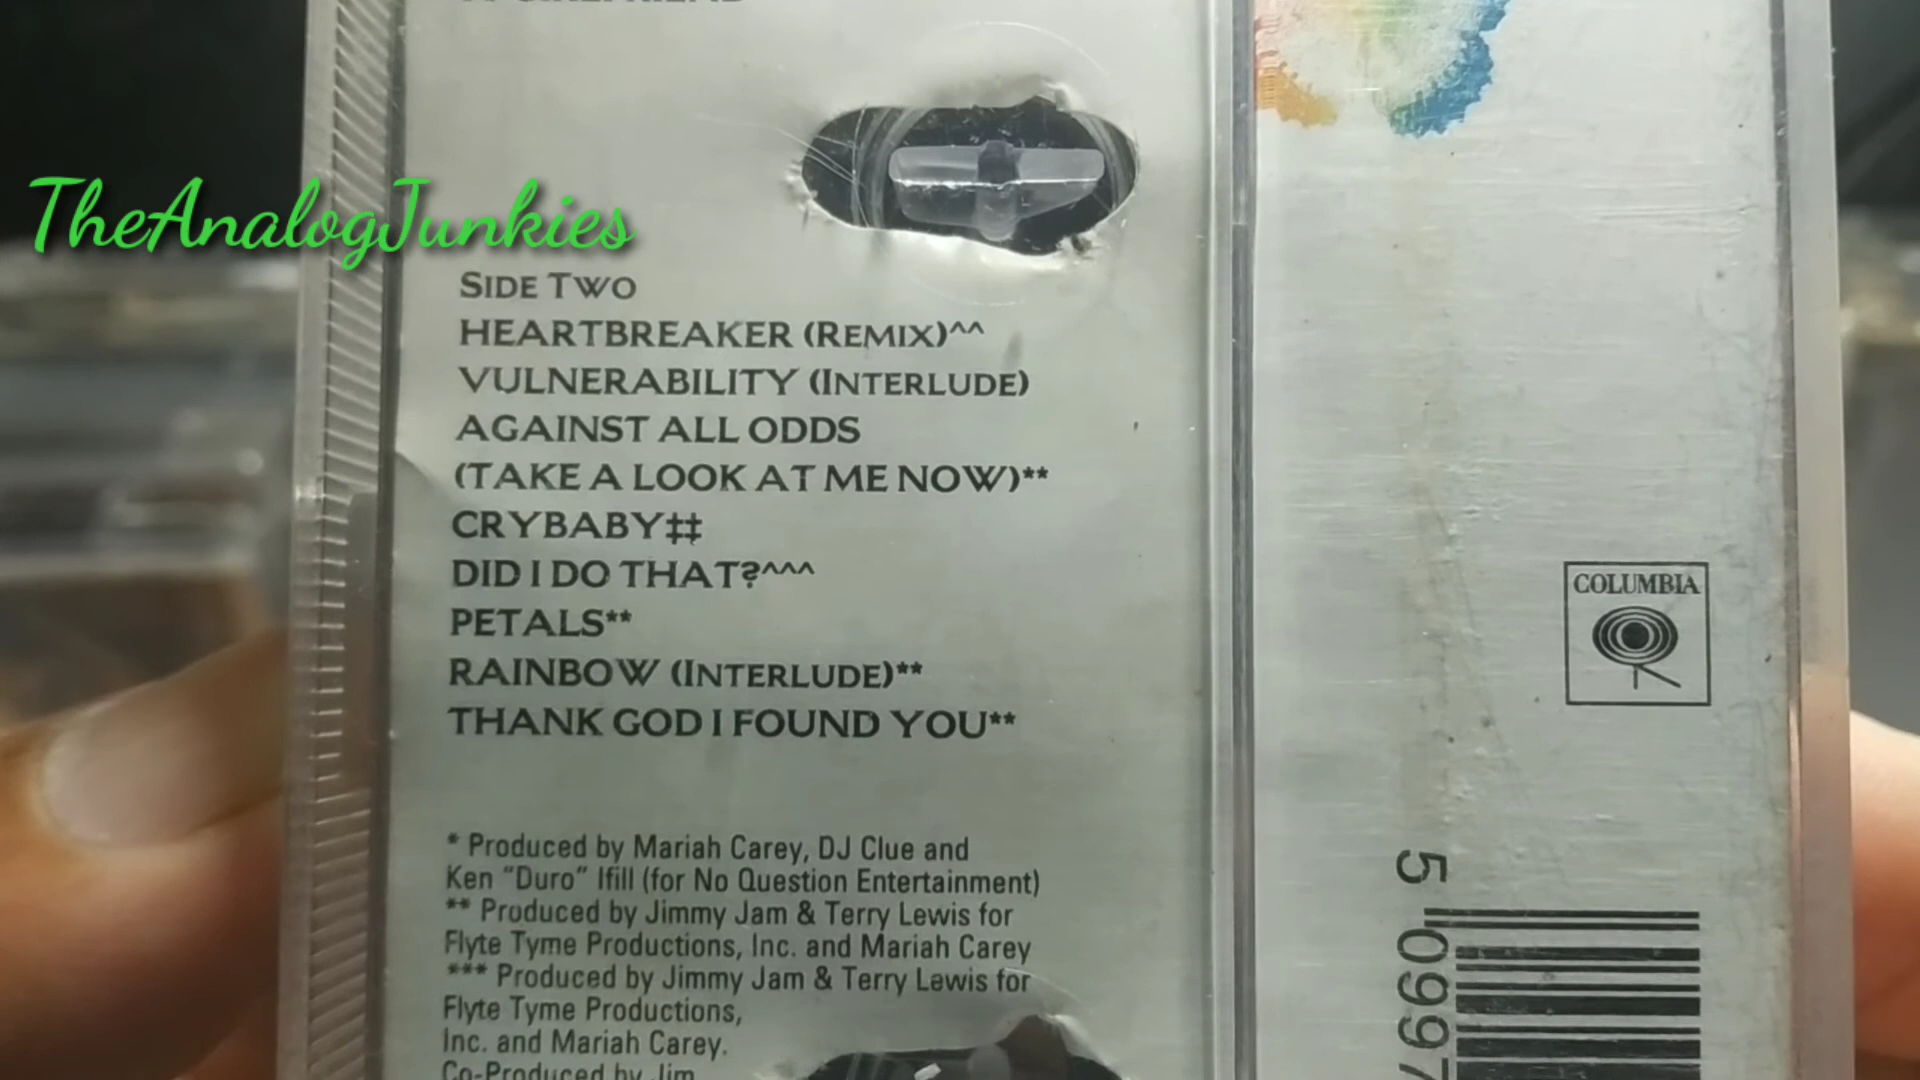 TheAnalogJunkies
SIDE TWO
HEARTBREAKER (REMIX)^^
VULNERABILITY (INTERLUDE)
AGAINST ALL ODDS
(TAKE A LOOK AT ME NOW)**
CRYBABY‡‡
DID I DO THAT?^^^
PETALS**
RAINBOW (INTERLUDE)**
THANK GOD I FOUND YOU**
* Produced by Mariah Carey, DJ Clue and
Ken "Duro" Ifill (for No Question Entertainment)
** Produced by Jimmy Jam & Terry Lewis for
Flyte Tyme Productions, Inc. and Mariah Carey
*** Produced by Jimmy Jam & Terry Lewis for
Flyte Tyme Productions,
Inc. and Mariah Carey.
Co-Produced by Jim
COLUMBIA
5 0997